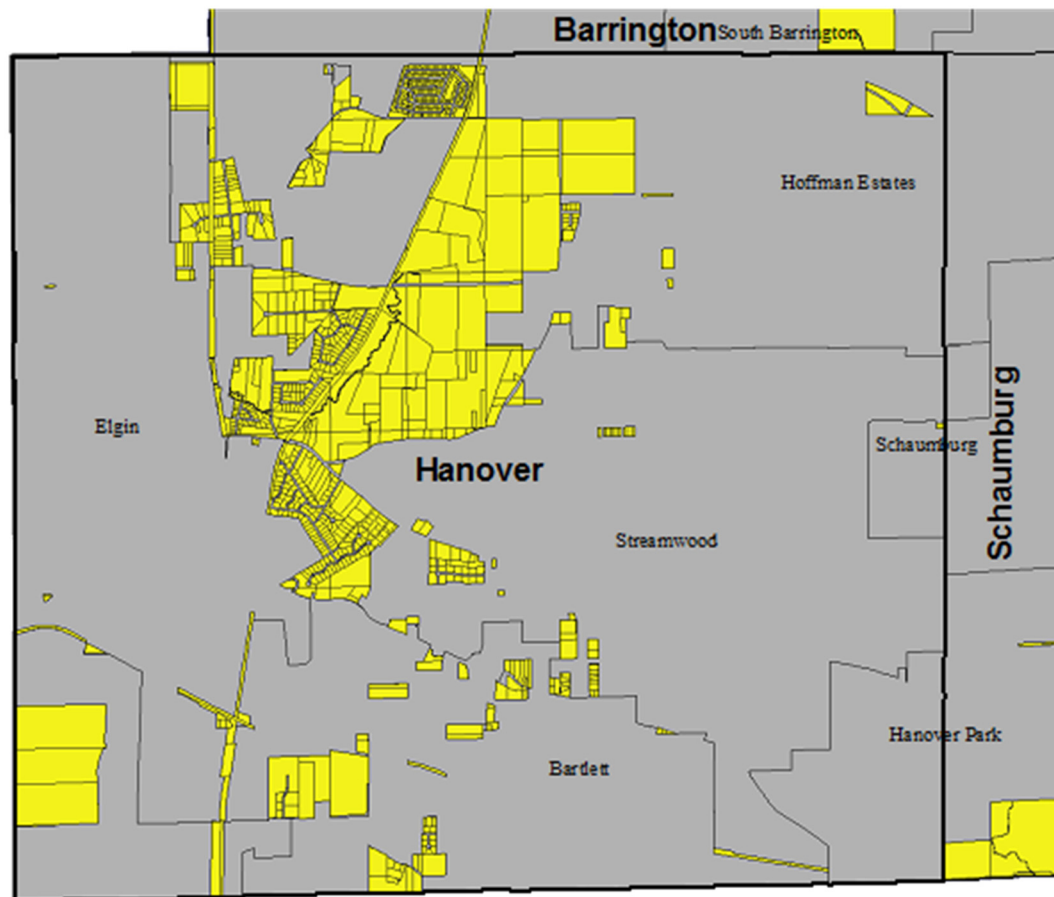 Barrington
South Barrington
Hoffman Estates
Schaumburg
Elgin
Schaumburg
Hanover
Streamwood
Hanover Park
Bartlett